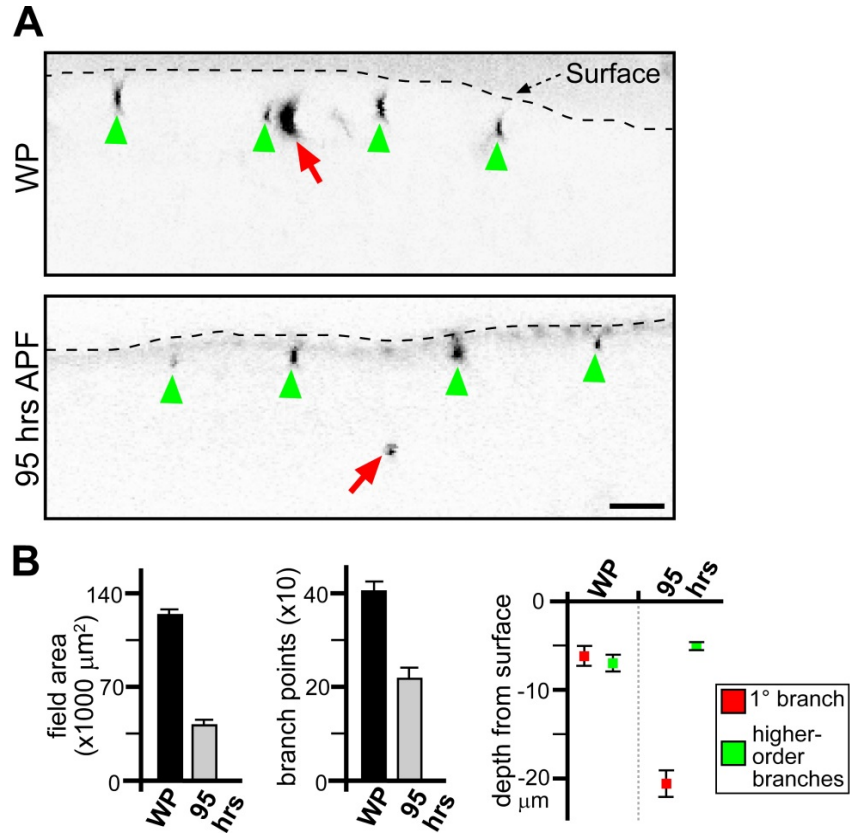 A
WP
Surface
95 hrs APF
B
field area
(x1000 μm²)
140
70
0
WP
95
hrs
branch points (x10)
40
20
0
WP
95
hrs
depth from surface
μm
WP
95
hrs
0
-10
-20
1° branch
higher-
order
branches